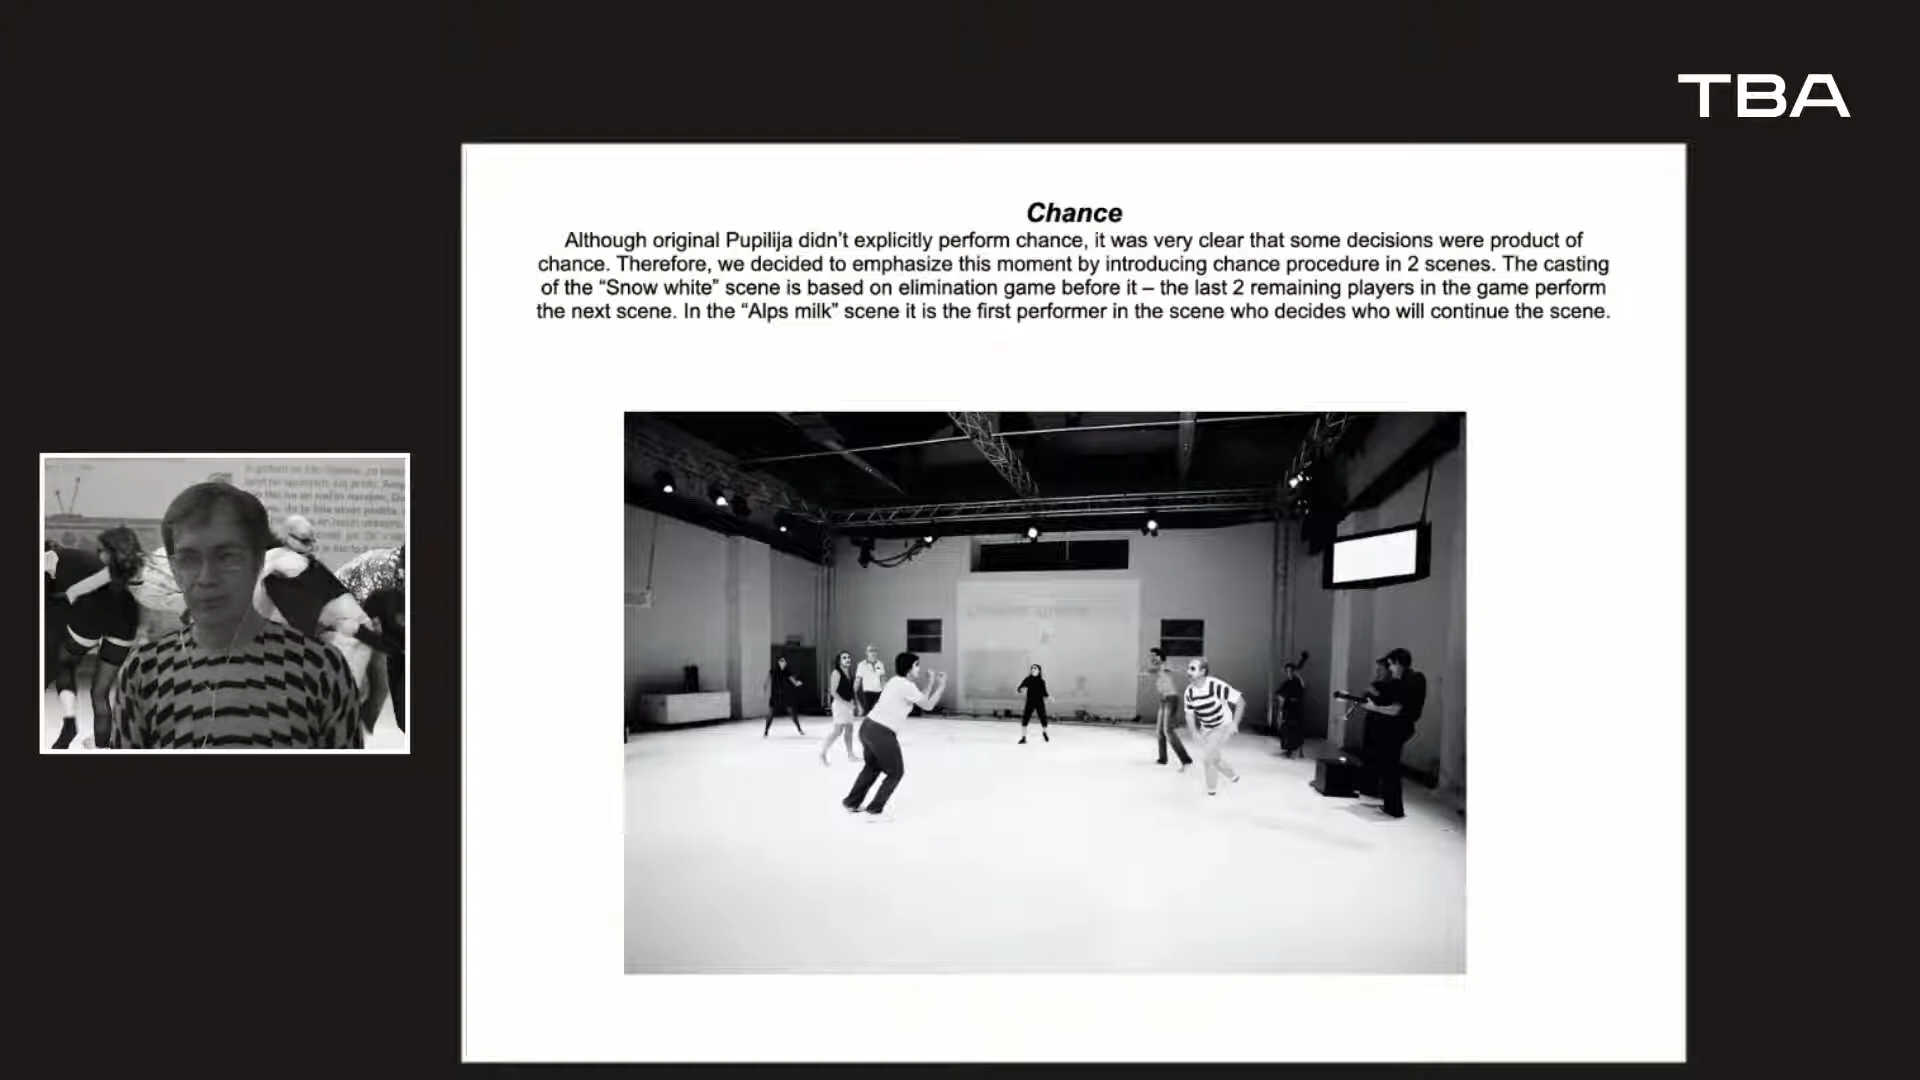 TBA
Chance
Although original Pupilija didn't explicitly perform chance, it was very clear that some decisions were product of
chance. Therefore, we decided to emphasize this moment by introducing chance procedure in 2 scenes. The casting
of the “Snow white” scene is based on elimination game before it – the last 2 remaining players in the game perform
the next scene. In the “Alps milk” scene it is the first performer in the scene who decides who will continue the scene.